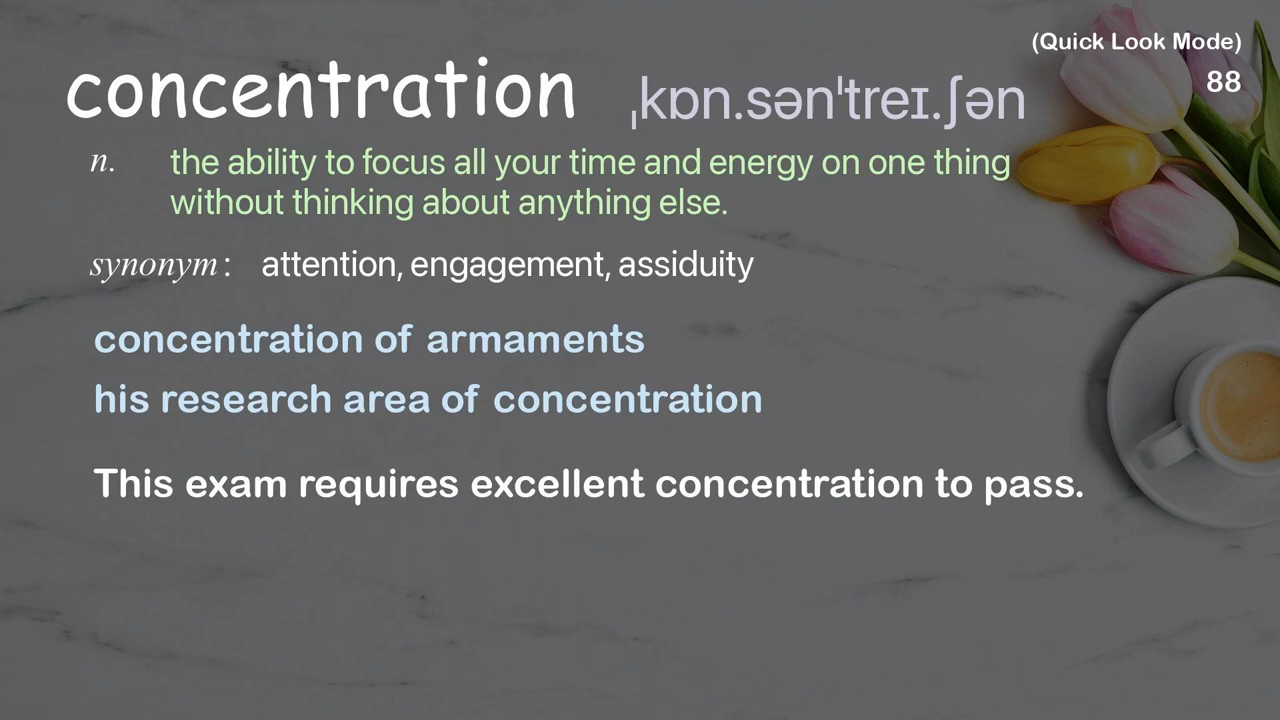 (Quick Look Mode)
concentration ˌkɒn.sənˈtreɪ.ʃən 88
n. the ability to focus all your time and energy on one thing
without thinking about anything else.
synonym: attention, engagement, assiduity
concentration of armaments
his research area of concentration
This exam requires excellent concentration to pass.